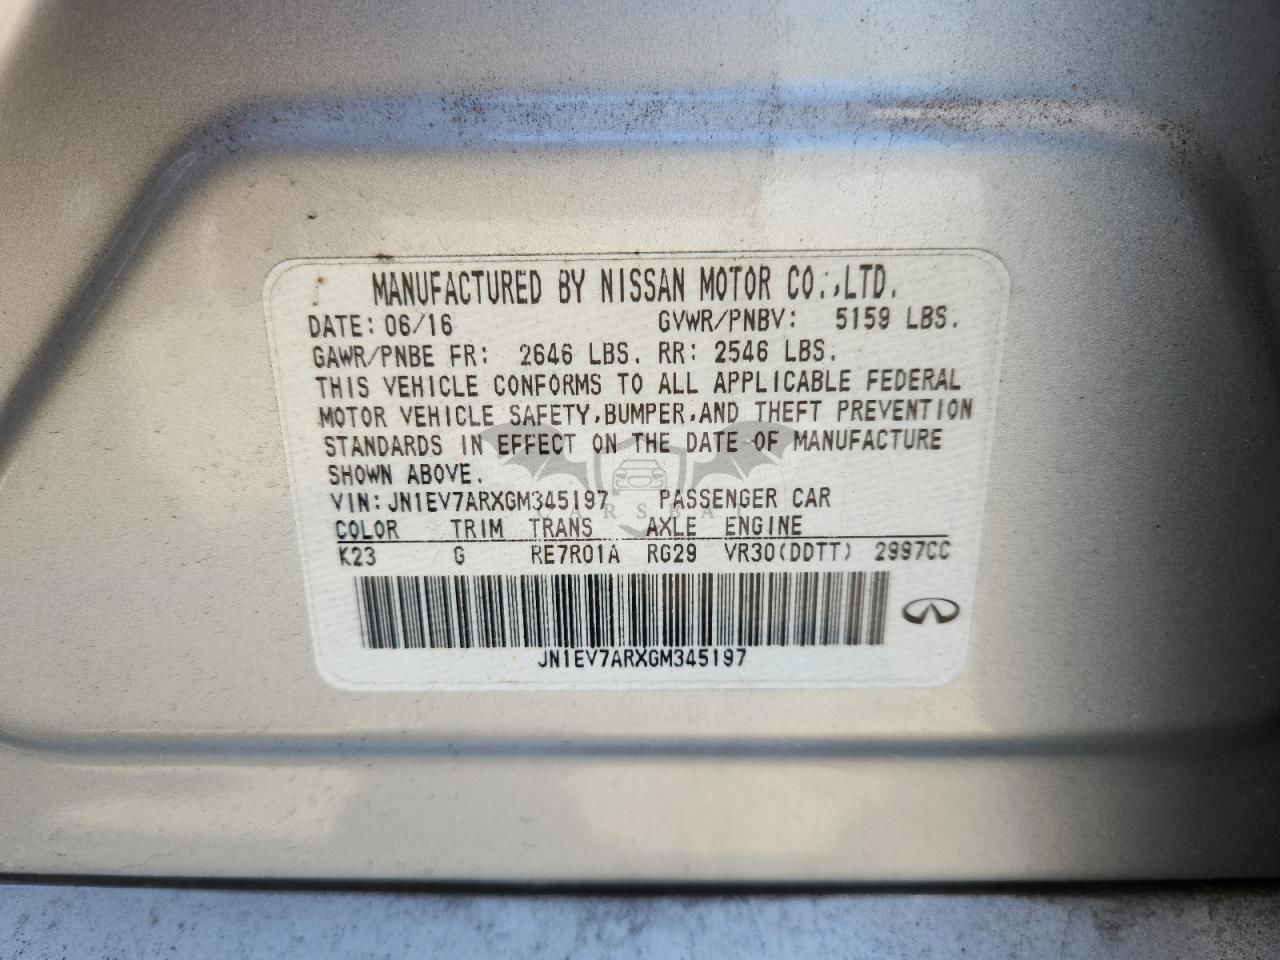 MANUFACTURED BY NISSAN MOTOR CO.,LTD.
DATE: 06/16 GVWR/PNBV: 5159 LBS.
GAWR/PNBE FR: 2646 LBS. RR: 2546 LBS.
THIS VEHICLE CONFORMS TO ALL APPLICABLE FEDERAL
MOTOR VEHICLE SAFETY,BUMPER,AND THEFT PREVENTION
STANDARDS IN EFFECT ON THE DATE OF MANUFACTURE
SHOWN ABOVE.
VIN:JN1EV7ARXGM345197 PASSENGER CAR
CARSBA
COLOR TRIM TRANS AXLE ENGINE
K23 G RE7R01A RG29 VR30(DDTT) 2997CC
JN1EV7ARXGM345197